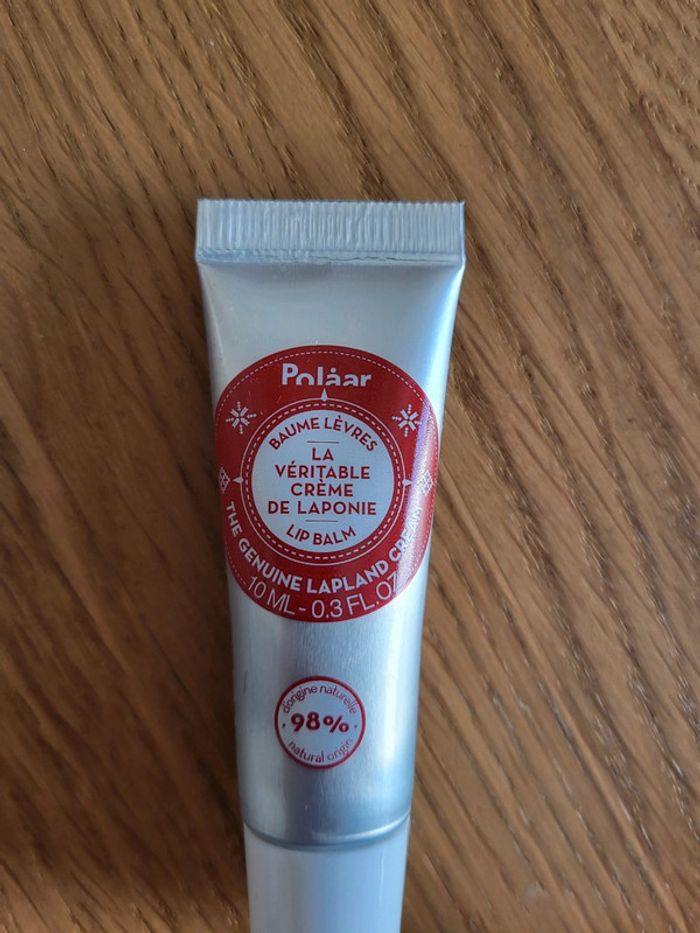 Polåar
BAUME LÈVRES
LA
VÉRITABLE
CRÈME
DE LAPONIE
LIP BALM
THE GENUINE LAPLAND CREAM
10 ML - 0.3 FL.OZ
d'origine naturelle
98%
natural origin